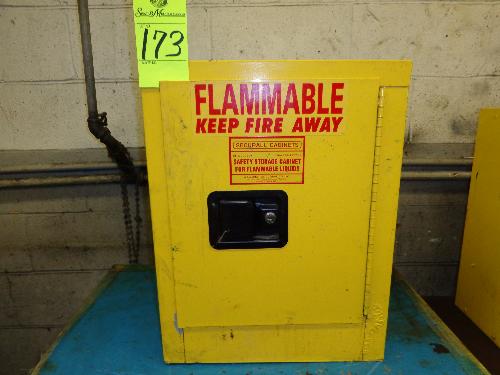 173
FLAMMABLE
KEEP FIRE AWAY
SECURALL CABINETS
SAFETY STORAGE CABINET
FOR FLAMMABLE LIQUIDS